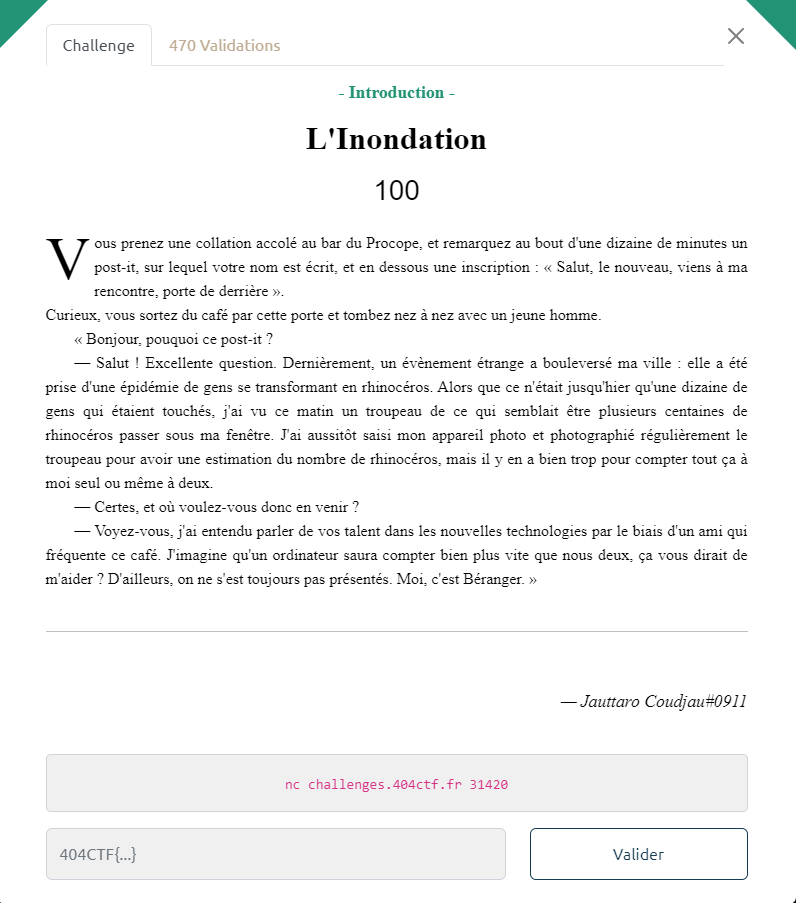 Challenge
470 Validations
- Introduction -
L'Inondation
100
Vous prenez une collation accolé au bar du Procope, et remarquez au bout d'une dizaine de minutes un
post-it, sur lequel votre nom est écrit, et en dessous une inscription : « Salut, le nouveau, viens à ma
rencontre, porte de derrière ».
Curieux, vous sortez du café par cette porte et tombez nez à nez avec un jeune homme.
« Bonjour, pouquoi ce post-it ?
— Salut ! Excellente question. Dernièrement, un évènement étrange a bouleversé ma ville : elle a été
prise d'une épidémie de gens se transformant en rhinocéros. Alors que ce n'était jusqu'hier qu'une dizaine de
gens qui étaient touchés, j'ai vu ce matin un troupeau de ce qui semblait être plusieurs centaines de
rhinocéros passer sous ma fenêtre. J'ai aussitôt saisi mon appareil photo et photographié régulièrement le
troupeau pour avoir une estimation du nombre de rhinocéros, mais il y en a bien trop pour compter tout ça à
moi seul ou même à deux.
— Certes, et où voulez-vous donc en venir ?
— Voyez-vous, j'ai entendu parler de vos talent dans les nouvelles technologies par le biais d'un ami qui
fréquente ce café. J'imagine qu'un ordinateur saura compter bien plus vite que nous deux, ça vous dirait de
m'aider ? D'ailleurs, on ne s'est toujours pas présentés. Moi, c'est Béranger. »
— Jauttaro Coudjau#0911
nc challenges.404ctf.fr 31420
404CTF{...}
Valider